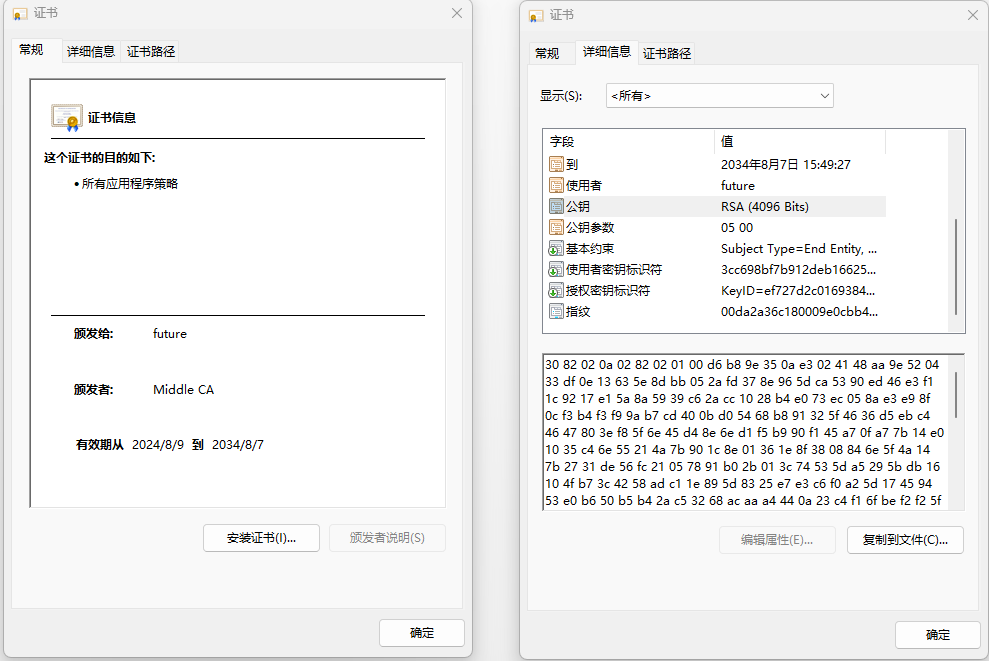 证书
常规 详细信息 证书路径
证书信息
这个证书的目的如下:
• 所有应用程序策略
颁发给: future
颁发者: Middle CA
有效期从 2024/8/9 到 2034/8/7
安装证书(I)... 颁发者说明(S)
确定
证书
常规 详细信息 证书路径
显示(S): <所有>
字段 值
到 2034年8月7日 15:49:27
使用者 future
公钥 RSA (4096 Bits)
公钥参数 05 00
基本约束 Subject Type=End Entity, ...
使用者密钥标识符 3cc698bf7b912deb16625...
授权密钥标识符 KeyID=ef727d2c0169384...
指纹 00da2a36c180009e0cbb4...
30 82 02 0a 02 82 02 01 00 d6 b8 9e 35 0a e3 02 41 48 aa 9e 52 04
33 df 0e 13 63 5e 8d bb 05 2a fd 37 8e 96 5d ca 53 90 ed 46 e3 f1
1c 92 17 e1 5a 8a 59 39 c6 2a cc 10 28 b4 e0 73 ec 05 8a e3 e9 8f
0c f3 b4 f3 f9 9a b7 cd 40 0b d0 54 68 b8 91 32 5f 46 36 d5 eb c4
46 47 80 3e f8 5f 6e 45 d4 8e 6e d1 f5 b9 90 f1 45 a7 0f a7 7b 14 e0
10 35 c4 6e 55 21 4a 7b 90 1c 8e 01 36 1e 8f 38 08 84 6e 5f 4a 14
7b 27 31 de 56 fc 21 05 78 91 b0 2b 01 3c 74 53 5d a5 29 5b db 16
10 4f b7 3c 42 58 ad c1 1e 89 5d 83 25 e7 e3 c6 f0 a2 5d 17 45 94
53 e0 b6 50 b5 b4 2a c5 32 68 ac aa a4 44 0a 23 c4 f1 6f be f2 f2 5f
编辑属性(E)... 复制到文件(C)...
确定